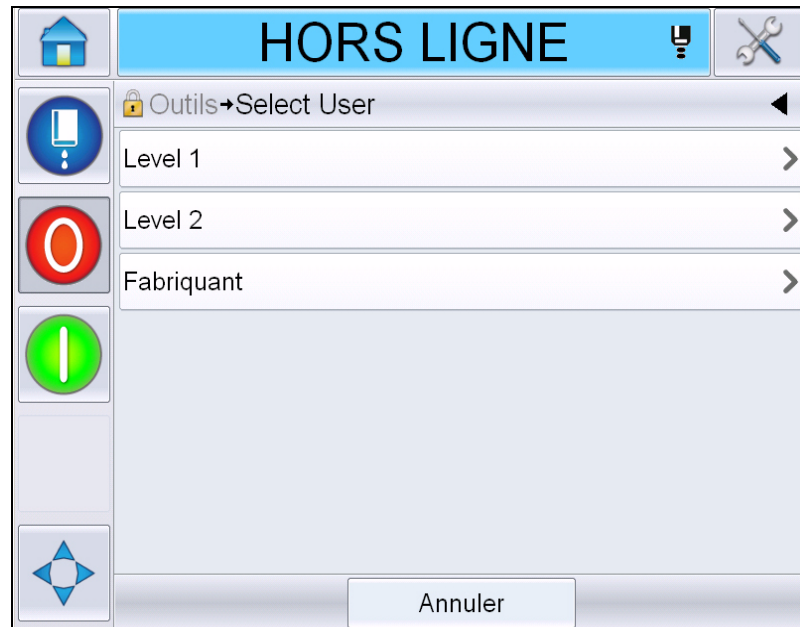 HORS LIGNE
Outils→Select User
Level 1
Level 2
Fabriquant
Annuler